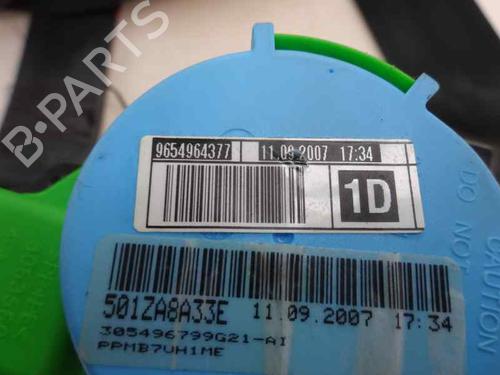 9654964377 11.09.2007 17:34
1D
501ZA8A33E 11.09.2007 17:34
305496799G21-AI
PPMB7VH1ME
CAUTION
DO NOT
B-PARTS